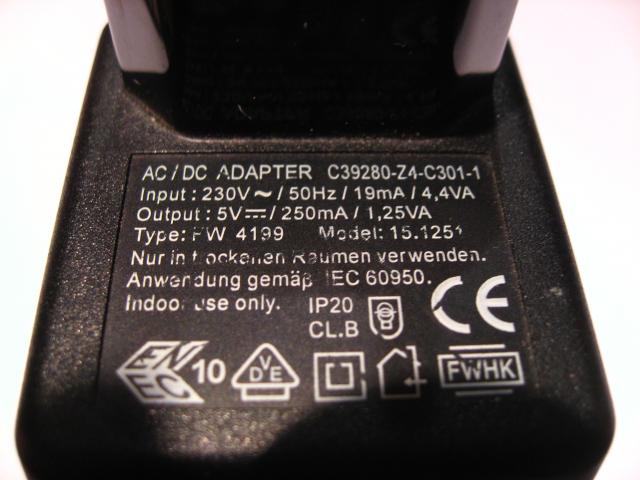 AC / DC ADAPTER C39280-Z4-C301-1
Input : 230V ~ / 50Hz / 19mA / 4,4VA
Output : 5V ⎓ / 250mA / 1,25VA
Type: FW 4199 Model: 15.1251
Nur in trockenen Räumen verwenden.
Anwendung gemäß IEC 60950.
Indoor use only. IP20
CL.B CE
ENEC 10 VDE FWHK